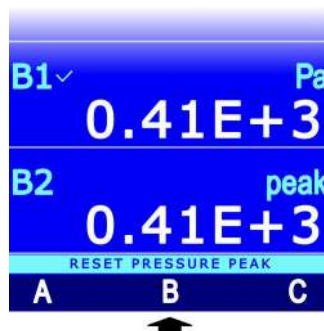 B1✓ Pa
0.41E+3
B2 peak
0.41E+3
RESET PRESSURE PEAK
A B C